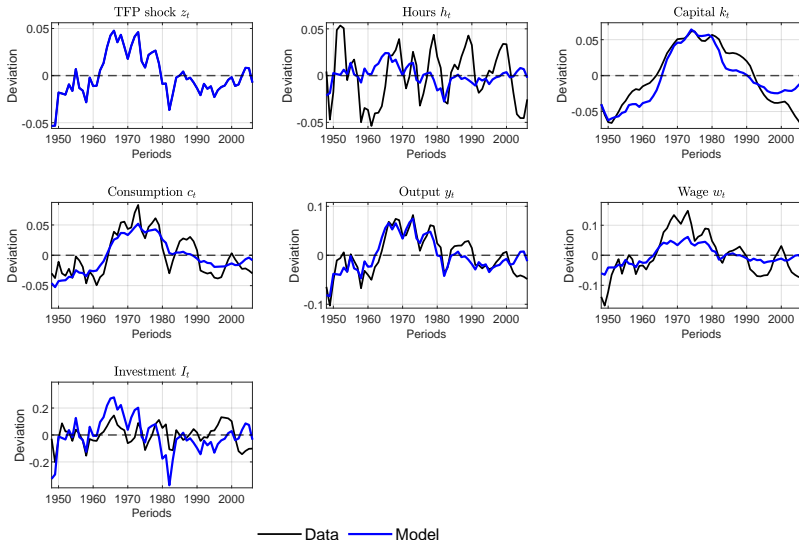 TFP shock z_t
0.05
0
-0.05
Deviation
1950 1960 1970 1980 1990 2000
Periods
Hours h_t
0.05
0
-0.05
Deviation
1950 1960 1970 1980 1990 2000
Periods
Capital k_t
0.05
0
-0.05
Deviation
1950 1960 1970 1980 1990 2000
Periods
Consumption c_t
0.05
0
-0.05
Deviation
1950 1960 1970 1980 1990 2000
Periods
Output y_t
0.1
0
-0.1
Deviation
1950 1960 1970 1980 1990 2000
Periods
Wage w_t
0.1
0
-0.1
Deviation
1950 1960 1970 1980 1990 2000
Periods
Investment I_t
0.2
0
-0.2
Deviation
1950 1960 1970 1980 1990 2000
Periods
Data Model